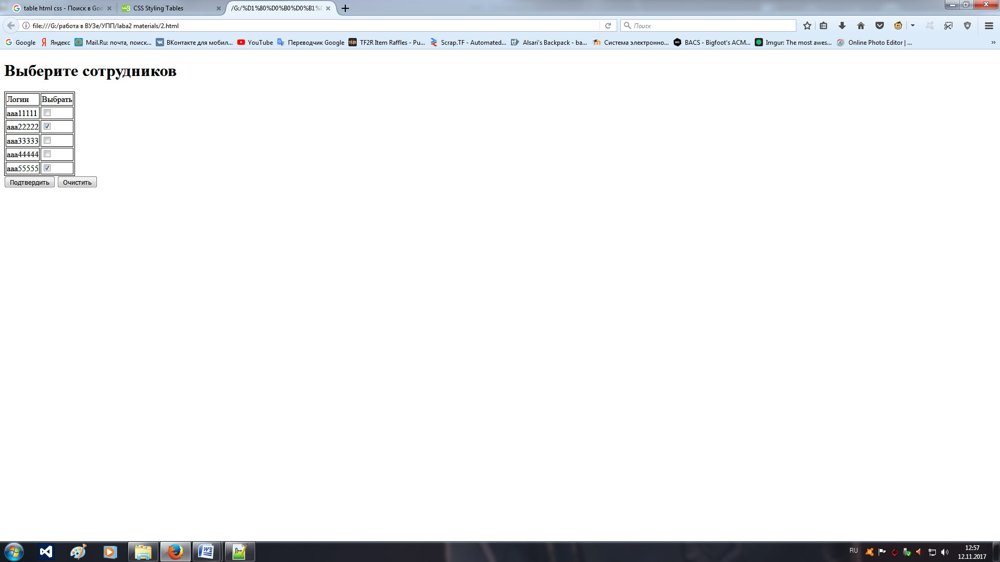 table html css - Поиск в Goo
CSS Styling Tables
/G:/%D1%80%D0%B0%D0%B1%D
file:///G:/работа в ВУЗе/УПП/laba2 materials/2.html
Поиск
Google
Яндекс
Mail.Ru: почта, поиск...
ВКонтакте для мобил...
YouTube
Переводчик Google
TF2R Item Raffles - Pu...
Scrap.TF - Automated...
Alsari's Backpack - ba...
Система электронно...
BACS - Bigfoot's ACM...
Imgur: The most awes...
Online Photo Editor | ...
Выберите сотрудников
Логин Выбрать
aaa11111
aaa22222
aaa33333
aaa44444
aaa55555
Подтвердить Очистить
RU
12:57
12.11.2017